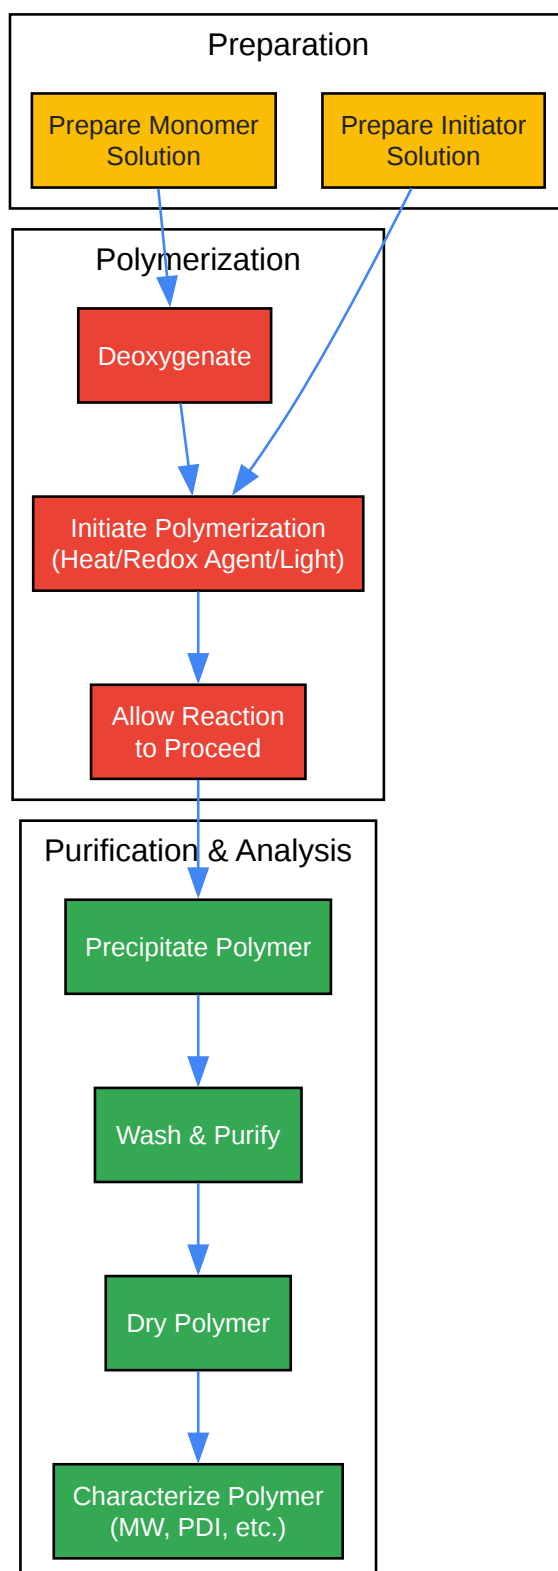 Preparation
Prepare Monomer
Solution
Prepare Initiator
Solution
Polymerization
Deoxygenate
Initiate Polymerization
(Heat/Redox Agent/Light)
Allow Reaction
to Proceed
Purification & Analysis
Precipitate Polymer
Wash & Purify
Dry Polymer
Characterize Polymer
(MW, PDI, etc.)